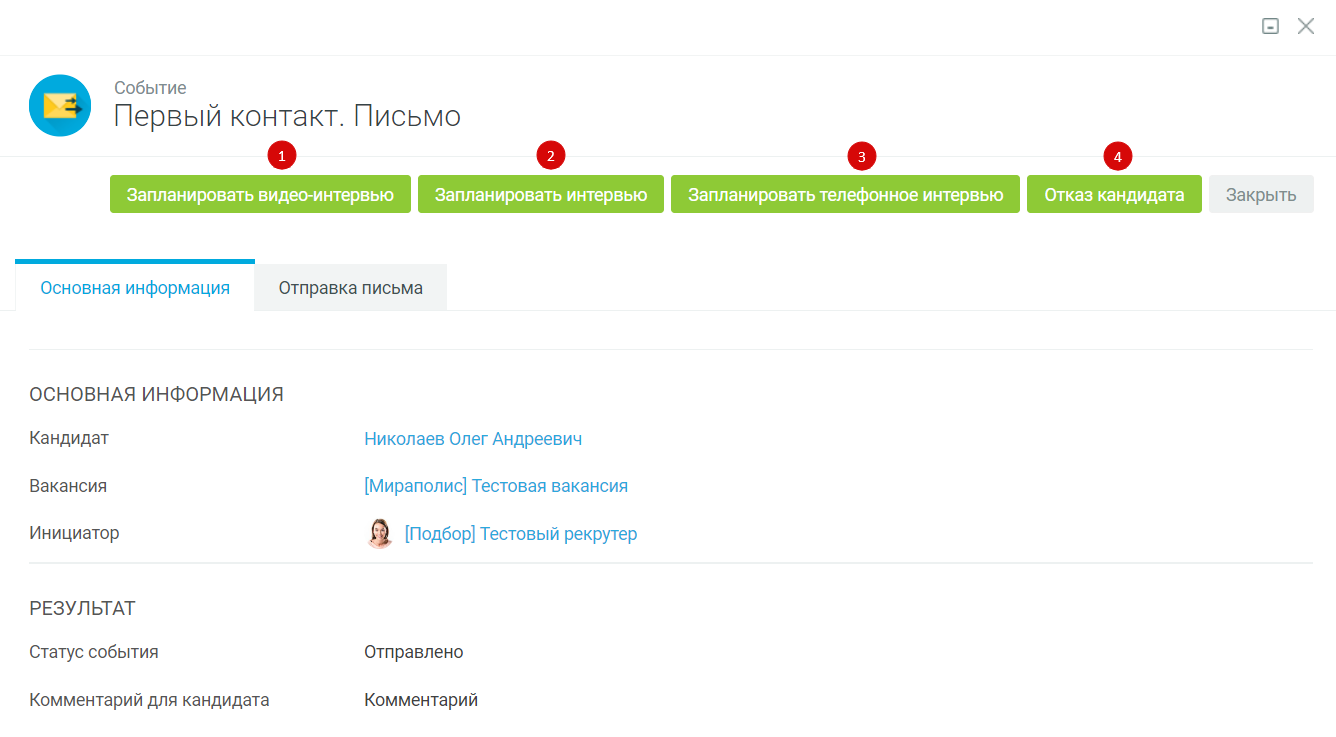 Событие
Первый контакт. Письмо
1 2 3 4
Запланировать видео-интервью Запланировать интервью Запланировать телефонное интервью Отказ кандидата Закрыть
Основная информация Отправка письма
ОСНОВНАЯ ИНФОРМАЦИЯ
Кандидат Николаев Олег Андреевич
Вакансия [Мираполис] Тестовая вакансия
Инициатор [Подбор] Тестовый рекрутер
РЕЗУЛЬТАТ
Статус события Отправлено
Комментарий для кандидата Комментарий